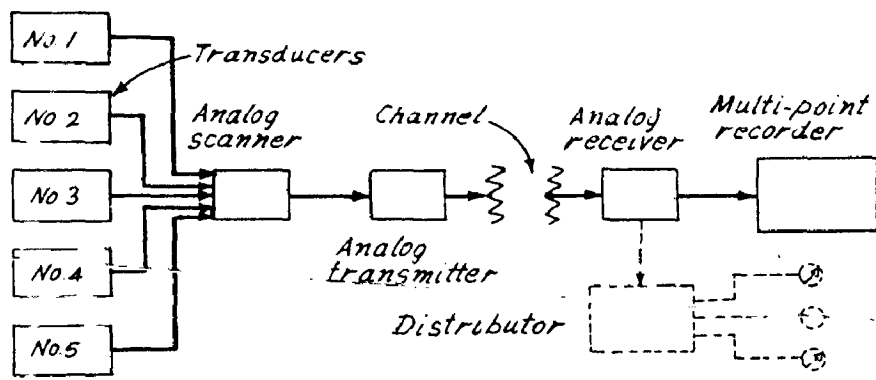 No. 1
Transducers
No 2
No 3
No. 4
No. 5
Analog
scanner
Analog
transmitter
Channel
Analog
receiver
Multi-point
recorder
Distributor